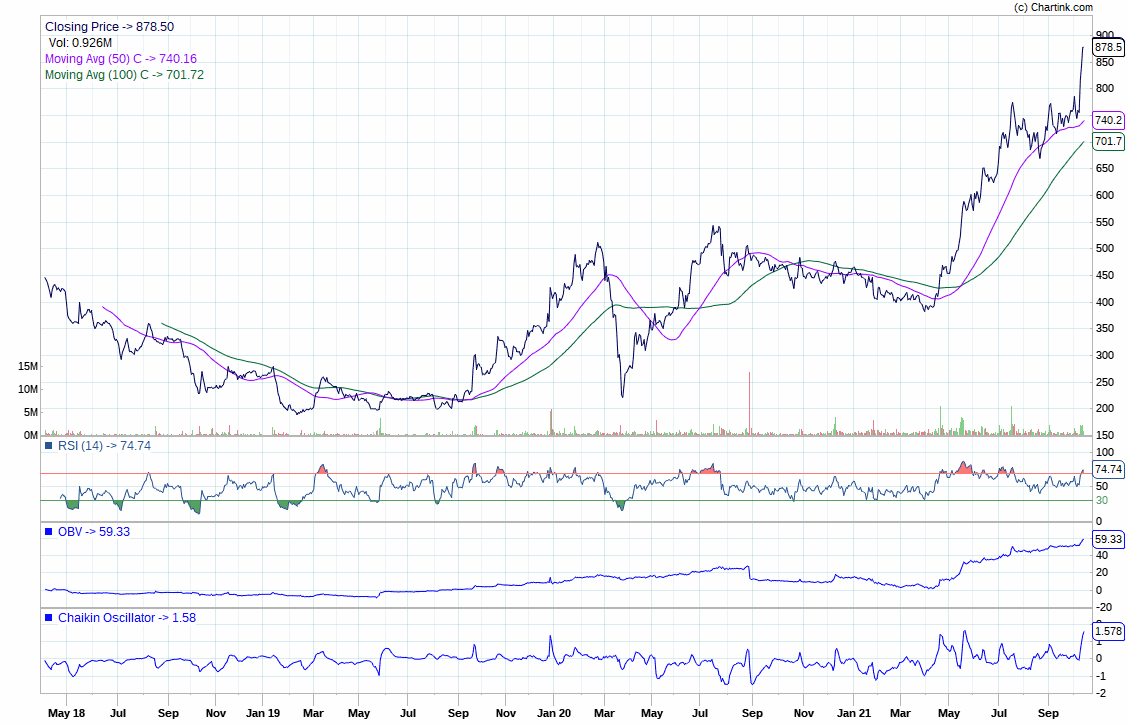 (c) Chartink.com
Closing Price -> 878.50
Vol: 0.926M
Moving Avg (50) C -> 740.16
Moving Avg (100) C -> 701.72
900
878.5
850
800
740.2
701.7
650
600
550
500
450
400
350
300
250
200
150
15M
10M
5M
0M
RSI (14) -> 74.74
100
74.74
50
30
0
OBV -> 59.33
59.33
40
20
0
-20
Chaikin Oscillator -> 1.58
1.578
1
0
-1
-2
May 18 Jul Sep Nov Jan 19 Mar May Jul Sep Nov Jan 20 Mar May Jul Sep Nov Jan 21 Mar May Jul Sep